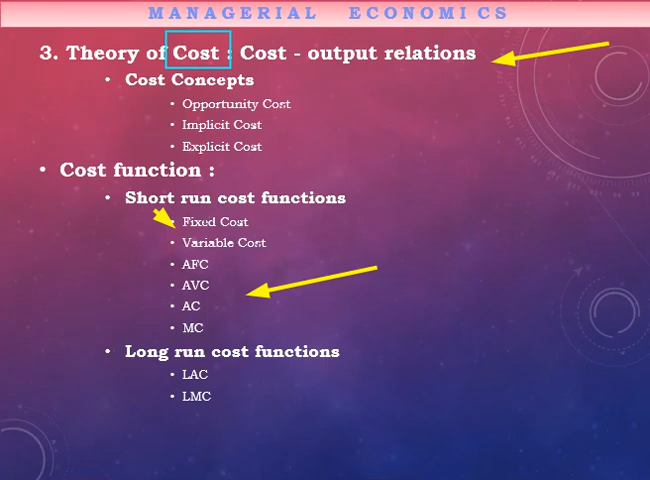 MANAGERIAL ECONOMICS
3. Theory of Cost : Cost - output relations
• Cost Concepts
• Opportunity Cost
• Implicit Cost
• Explicit Cost
• Cost function :
• Short run cost functions
• Fixed Cost
• Variable Cost
• AFC
• AVC
• AC
• MC
• Long run cost functions
• LAC
• LMC